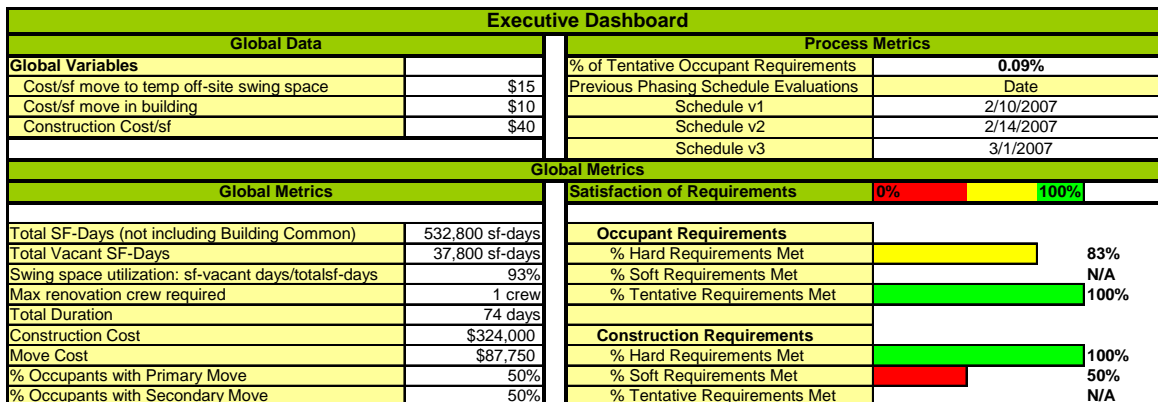 Executive Dashboard
Global Data
Process Metrics
Global Variables
% of Tentative Occupant Requirements 0.09%
Cost/sf move to temp off-site swing space $15
Previous Phasing Schedule Evaluations Date
Cost/sf move in building $10
Schedule v1 2/10/2007
Construction Cost/sf $40
Schedule v2 2/14/2007
Schedule v3 3/1/2007
Global Metrics
Global Metrics
Satisfaction of Requirements 0% 100%
Total SF-Days (not including Building Common) 532,800 sf-days
Occupant Requirements
Total Vacant SF-Days 37,800 sf-days
% Hard Requirements Met 83%
Swing space utilization: sf-vacant days/totalsf-days 93%
% Soft Requirements Met N/A
Max renovation crew required 1 crew
% Tentative Requirements Met 100%
Total Duration 74 days
Construction Cost $324,000
Construction Requirements
Move Cost $87,750
% Hard Requirements Met 100%
% Occupants with Primary Move 50%
% Soft Requirements Met 50%
% Occupants with Secondary Move 50%
% Tentative Requirements Met N/A